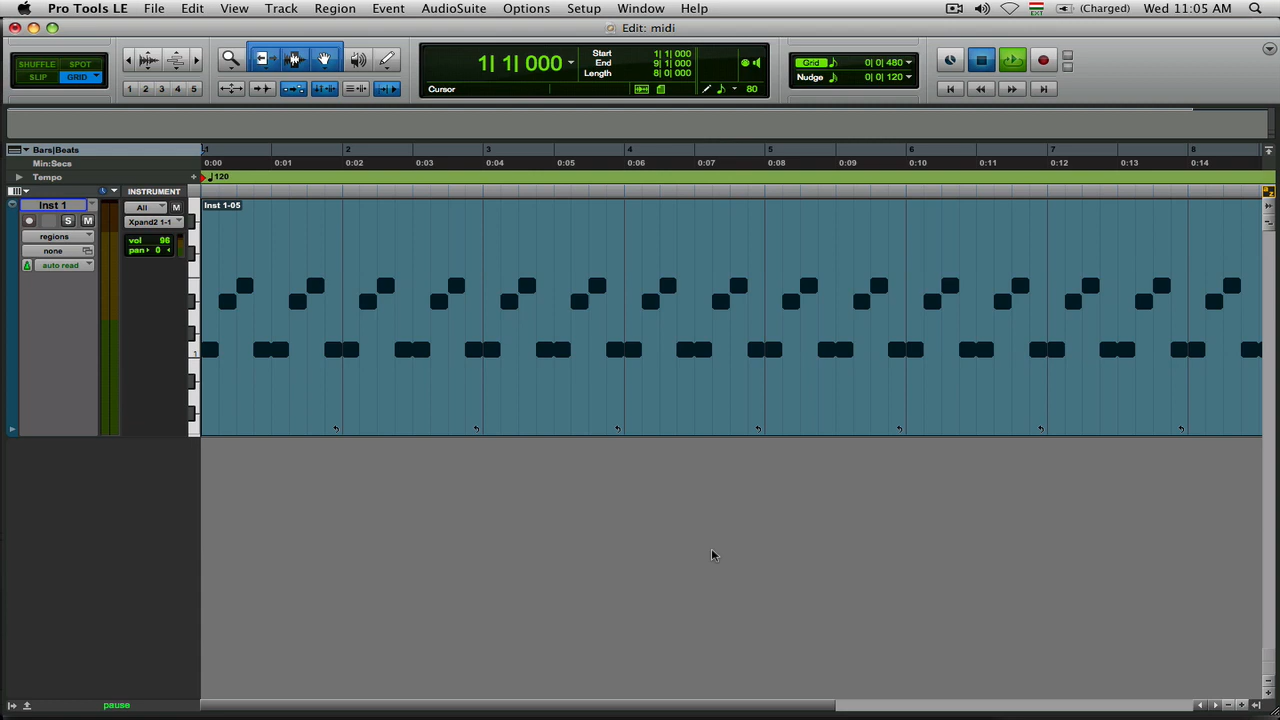 Pro Tools LE File Edit View Track Region Event AudioSuite Options Setup Window Help EXT (Charged) Wed 11:05 AM
Edit: midi
SHUFFLE SPOT
SLIP GRID
1 2 3 4 5
1| 1| 000
Start 1| 1| 000
End 9| 1| 000
Length 8| 0| 000
Cursor 80
Grid 0| 0| 480
Nudge 0| 0| 120
Bars|Beats 1 2 3 4 5 6 7 8
Min:Secs 0:00 0:01 0:02 0:03 0:04 0:05 0:06 0:07 0:08 0:09 0:10 0:11 0:12 0:13 0:14
Tempo + 120
INSTRUMENT
Inst 1 All M Inst 1-05
S M Xpand2 1-1
regions vol 96
none pan 0
auto read
1
pause